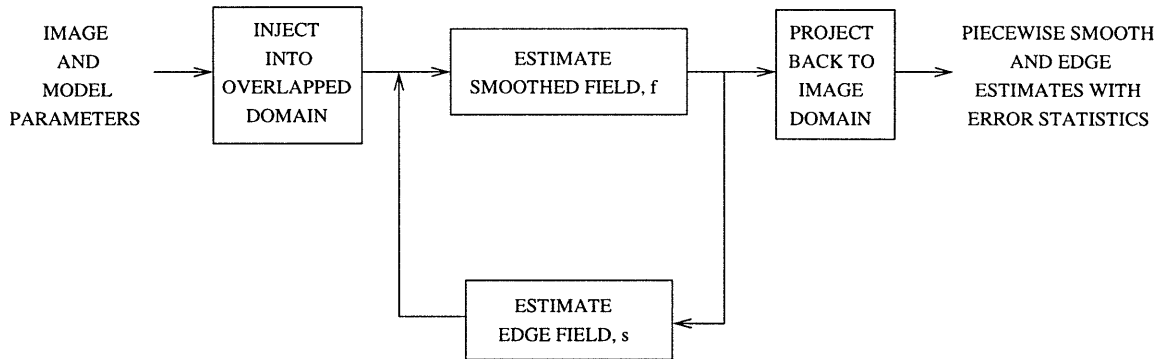 IMAGE
AND
MODEL
PARAMETERS
INJECT
INTO
OVERLAPPED
DOMAIN
ESTIMATE
SMOOTHED FIELD, f
PROJECT
BACK TO
IMAGE
DOMAIN
PIECEWISE SMOOTH
AND EDGE
ESTIMATES WITH
ERROR STATISTICS
ESTIMATE
EDGE FIELD, s